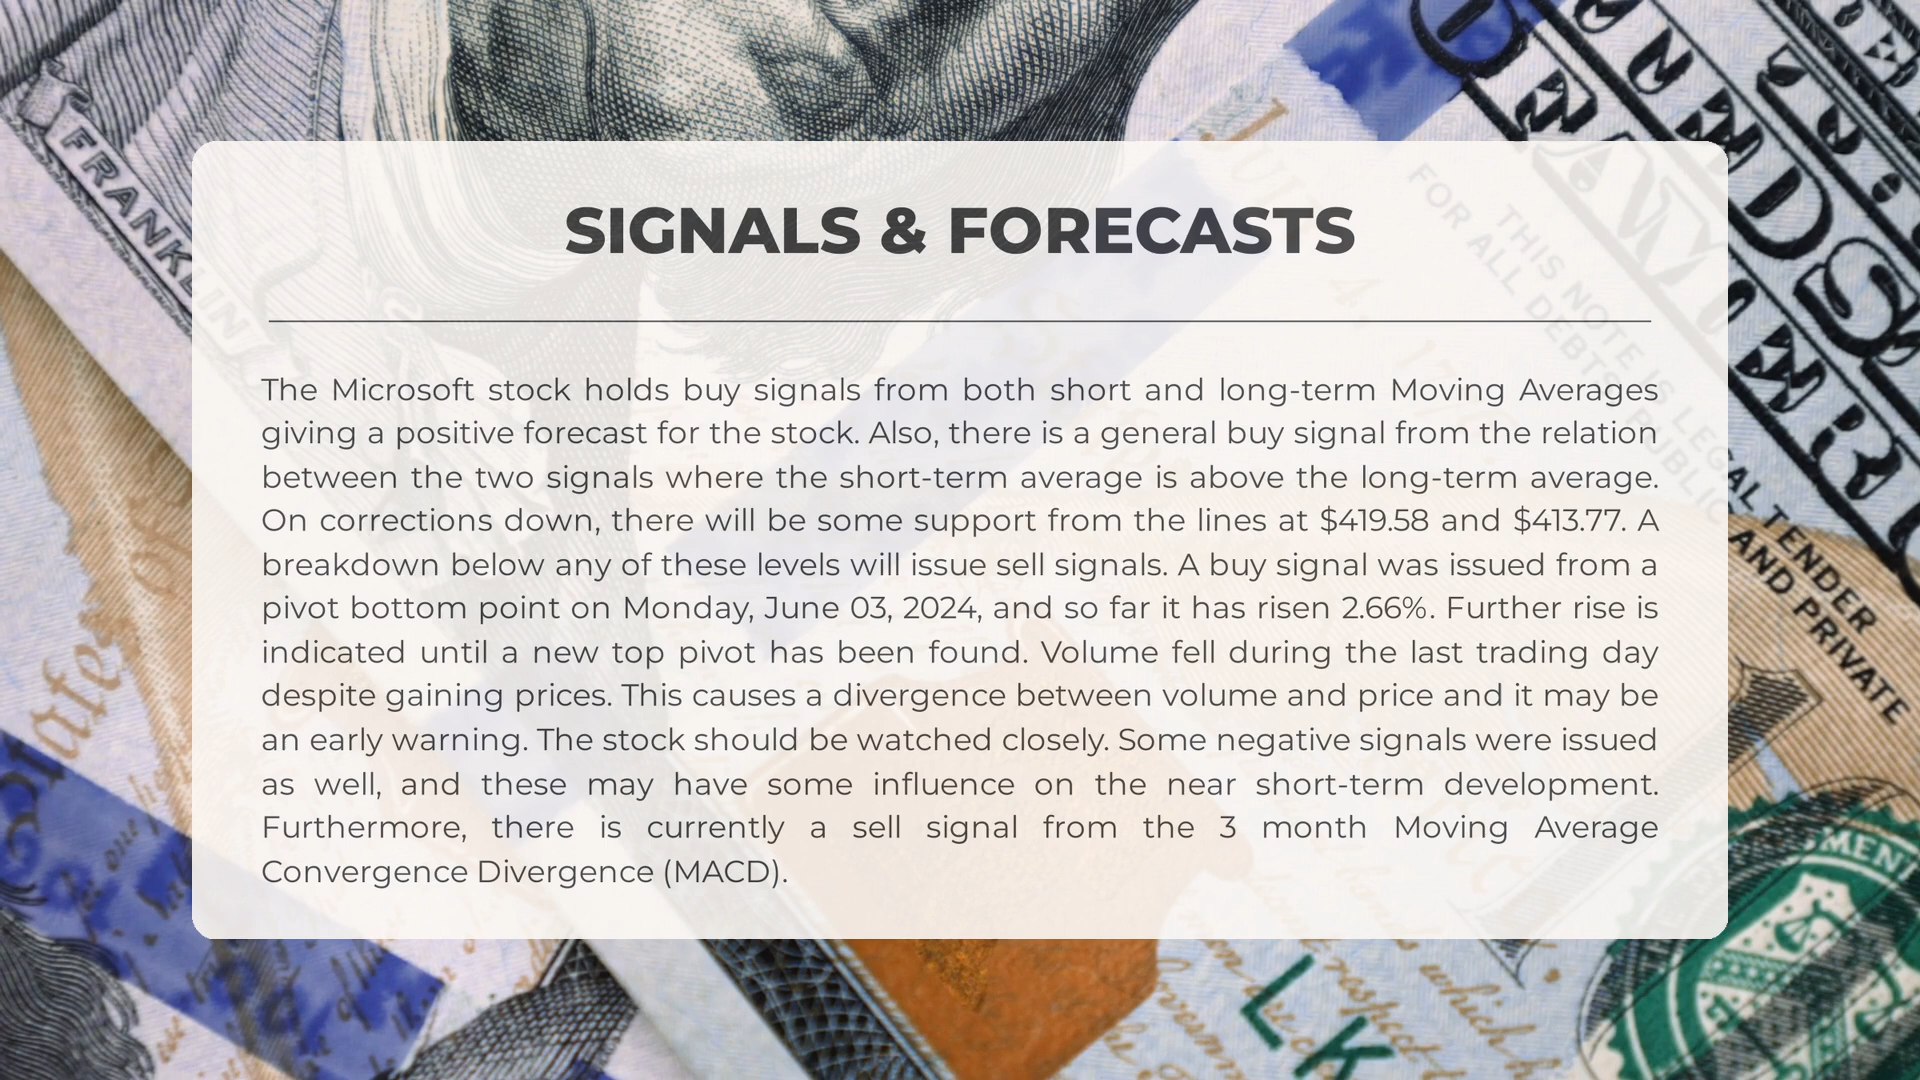 FRANKLIN
SIGNALS & FORECASTS
THIS NOTE IS LEGAL TENDER
FOR ALL DEBTS PUBLIC AND PRIVATE
The Microsoft stock holds buy signals from both short and long-term Moving Averages
giving a positive forecast for the stock. Also, there is a general buy signal from the relation
between the two signals where the short-term average is above the long-term average.
On corrections down, there will be some support from the lines at $419.58 and $413.77. A
breakdown below any of these levels will issue sell signals. A buy signal was issued from a
pivot bottom point on Monday, June 03, 2024, and so far it has risen 2.66%. Further rise is
indicated until a new top pivot has been found. Volume fell during the last trading day
despite gaining prices. This causes a divergence between volume and price and it may be
an early warning. The stock should be watched closely. Some negative signals were issued
as well, and these may have some influence on the near short-term development.
Furthermore, there is currently a sell signal from the 3 month Moving Average
Convergence Divergence (MACD).
LK